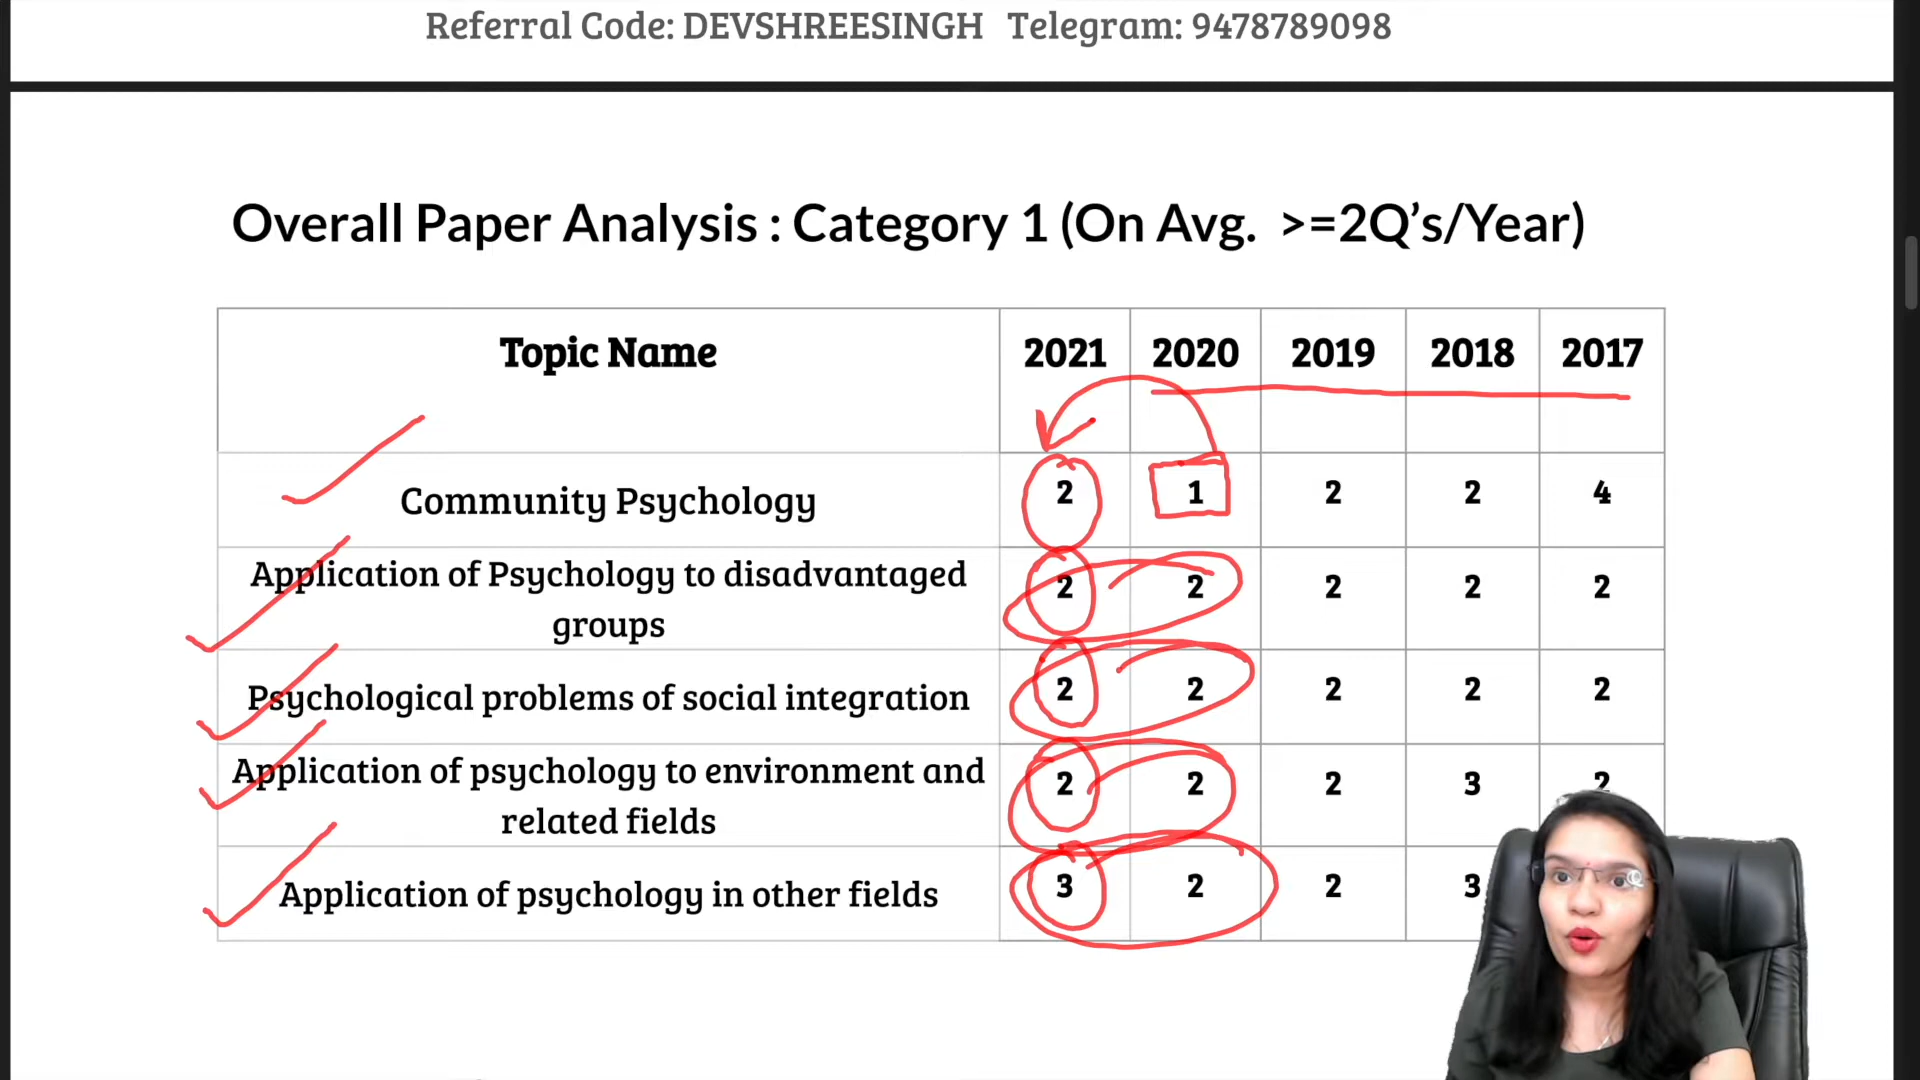 Referral Code: DEVSHREESINGH Telegram: 9478789098
Overall Paper Analysis : Category 1 (On Avg. >=2Q's/Year)
Topic Name 2021 2020 2019 2018 2017
Community Psychology 2 1 2 2 4
Application of Psychology to disadvantaged
groups 2 2 2 2 2
Psychological problems of social integration 2 2 2 2 2
Application of psychology to environment and
related fields 2 2 2 3 2
Application of psychology in other fields 3 2 2 3